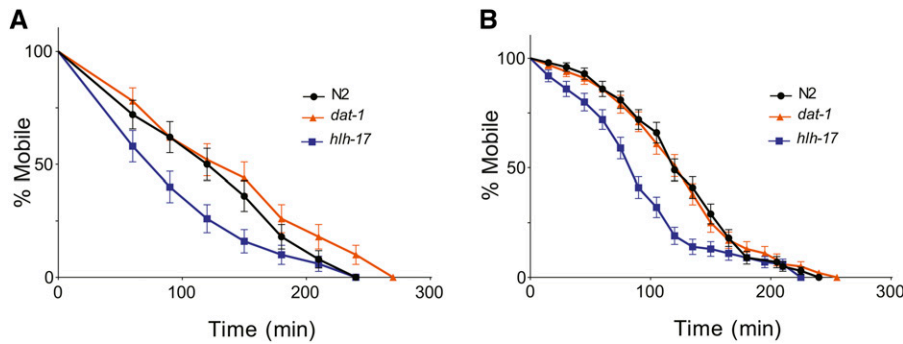 A
100
50
0
% Mobile
0
100
200
300
Time (min)
N2
dat-1
hlh-17
B
100
50
0
% Mobile
0
100
200
300
Time (min)
N2
dat-1
hlh-17